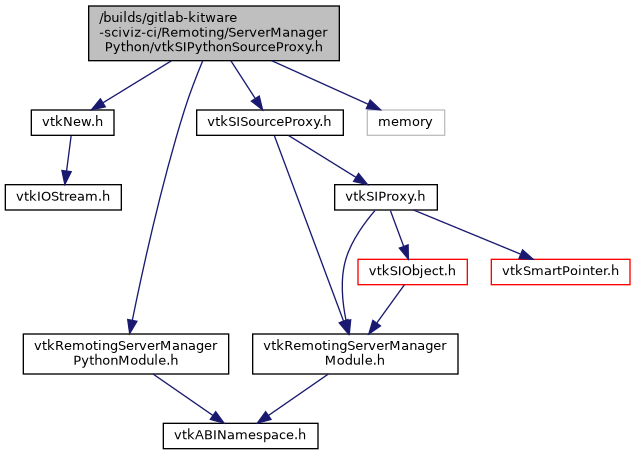 /builds/gitlab-kitware
-sciviz-ci/Remoting/ServerManager
Python/vtkSIPythonSourceProxy.h
vtkNew.h
vtkSISourceProxy.h
memory
vtkIOStream.h
vtkSIProxy.h
vtkSIObject.h
vtkSmartPointer.h
vtkRemotingServerManager
PythonModule.h
vtkRemotingServerManager
Module.h
vtkABINamespace.h